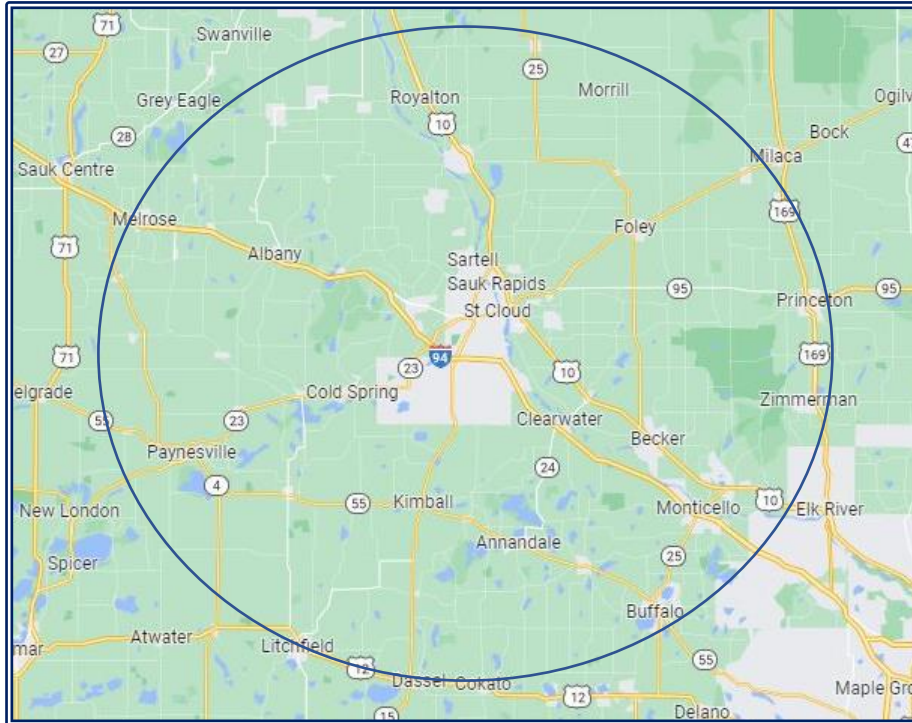 71
Swanville
27
25
Grey Eagle
Royalton
Morrill
Ogilv
10
28
Bock
47
Milaca
Sauk Centre
169
Melrose
Foley
71
Albany
Sartell
Sauk Rapids
95
95
Princeton
St Cloud
71
94
23
10
169
elgrade
Cold Spring
Zimmerman
55
23
Clearwater
Becker
Paynesville
24
4
55
Kimball
10
New London
Monticello
Elk River
Annandale
25
Spicer
Buffalo
Atwater
Litchfield
mar
55
12
Dassel
Cokato
Maple Gro
12
15
Delano